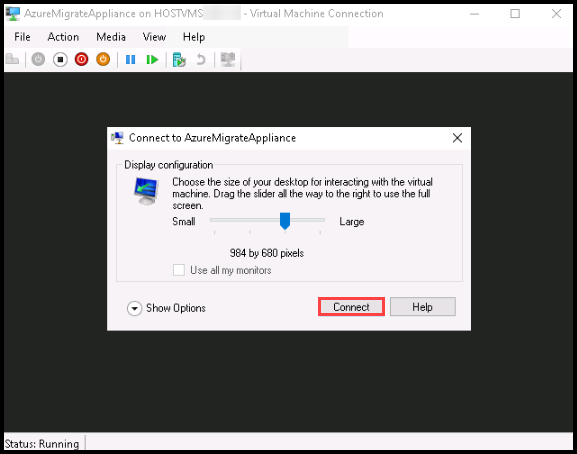 AzureMigrateAppliance on HOSTVMS - Virtual Machine Connection
File Action Media View Help
Connect to AzureMigrateAppliance
Display configuration
Choose the size of your desktop for interacting with the virtual
machine. Drag the slider all the way to the right to use the full
screen.
Small Large
984 by 680 pixels
Use all my monitors
Show Options Connect Help
Status: Running